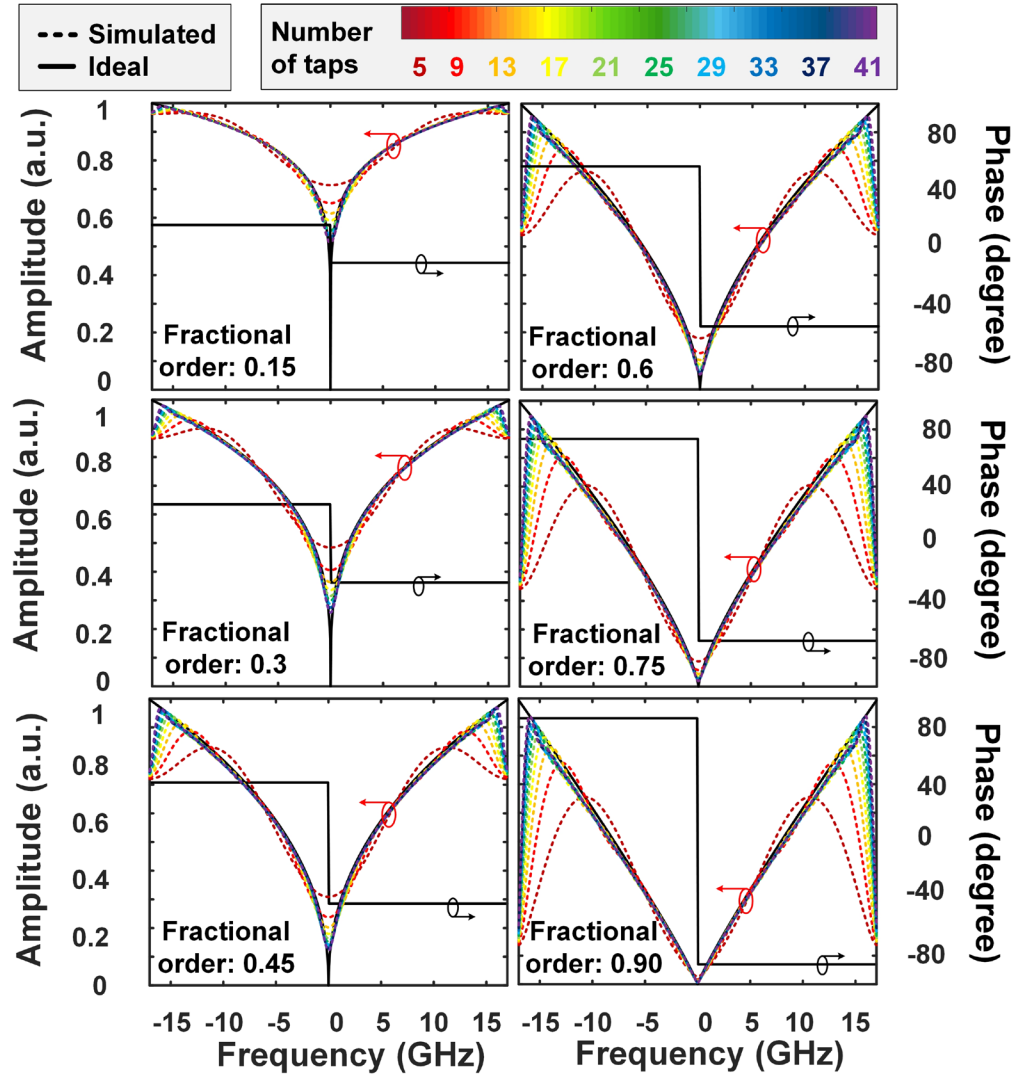 Simulated
Ideal
Number
of taps
5 9 13 17 21 25 29 33 37 41
Amplitude (a.u.)
1
0.8
0.6
0.4
0.2
0
Fractional
order: 0.15
Fractional
order: 0.6
80
40
0
-40
-80
Phase (degree)
Amplitude (a.u.)
1
0.8
0.6
0.4
0.2
0
Fractional
order: 0.3
Fractional
order: 0.75
80
40
0
-40
-80
Phase (degree)
Amplitude (a.u.)
1
0.8
0.6
0.4
0.2
0
Fractional
order: 0.45
Fractional
order: 0.90
80
40
0
-40
-80
Phase (degree)
-15 -10 -5 0 5 10 15
-15 -10 -5 0 5 10 15
Frequency (GHz)
Frequency (GHz)